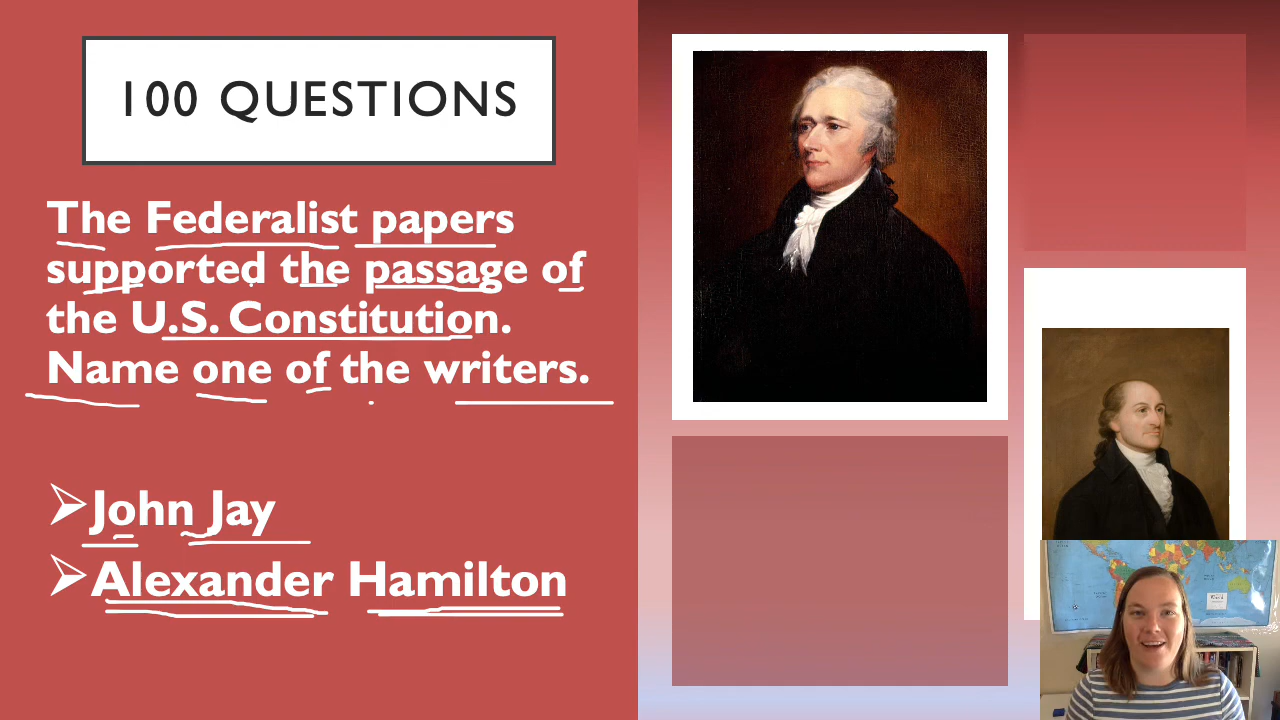 100 QUESTIONS
The Federalist papers
supported the passage of
the U.S. Constitution.
Name one of the writers.
John Jay
Alexander Hamilton